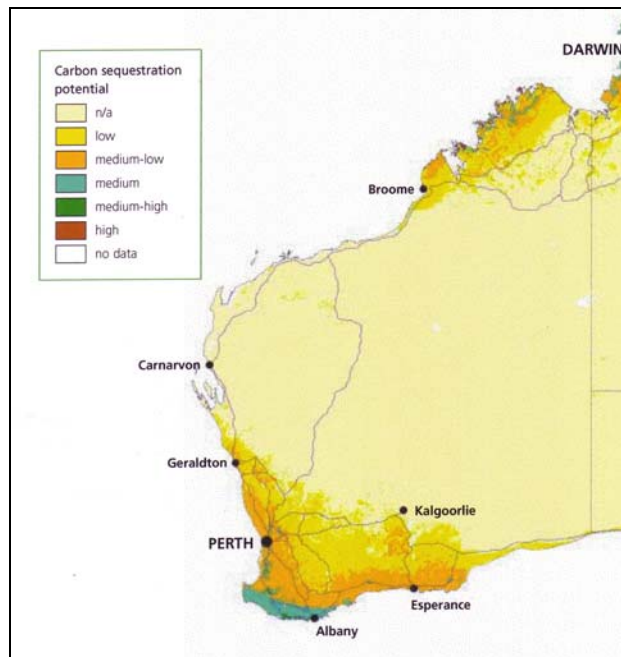 Carbon sequestration
potential
n/a
low
medium-low
medium
medium-high
high
no data
DARWIN
Broome
Carnarvon
Geraldton
Kalgoorlie
PERTH
Esperance
Albany